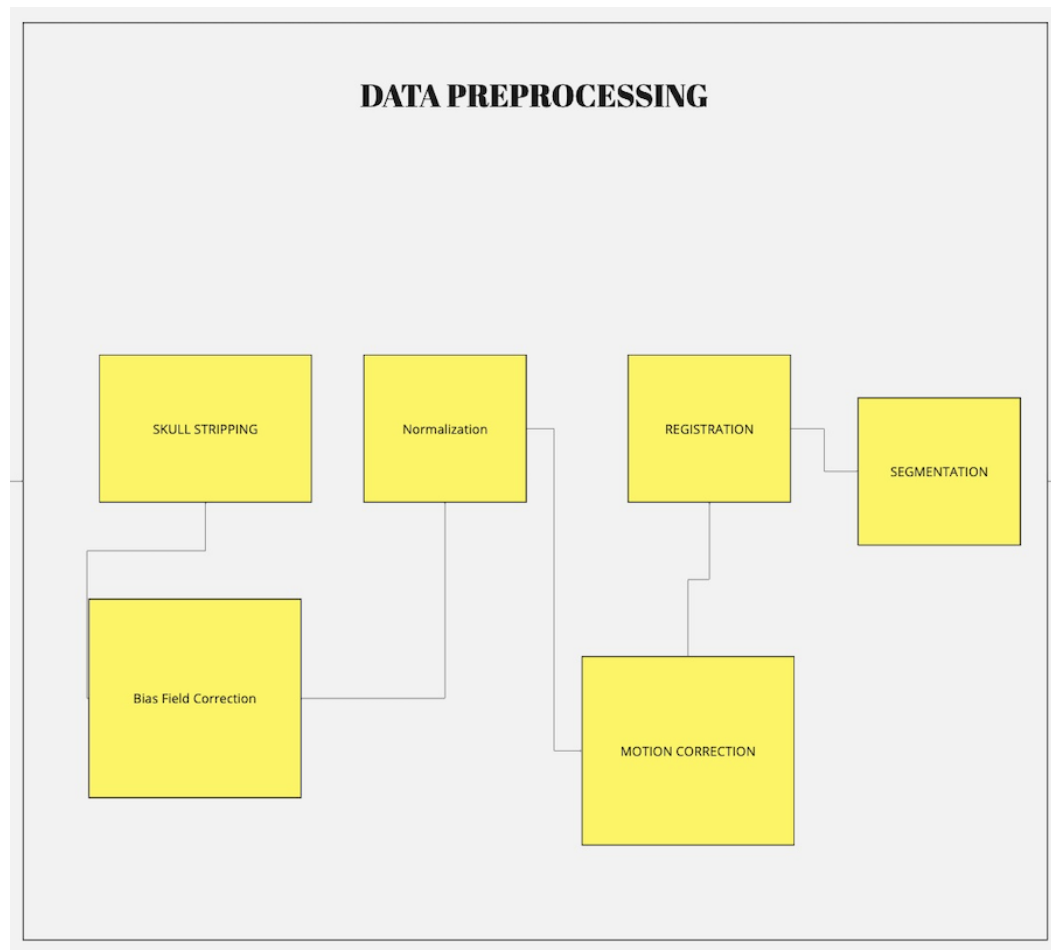 DATA PREPROCESSING
SKULL STRIPPING
Normalization
REGISTRATION
SEGMENTATION
Bias Field Correction
MOTION CORRECTION